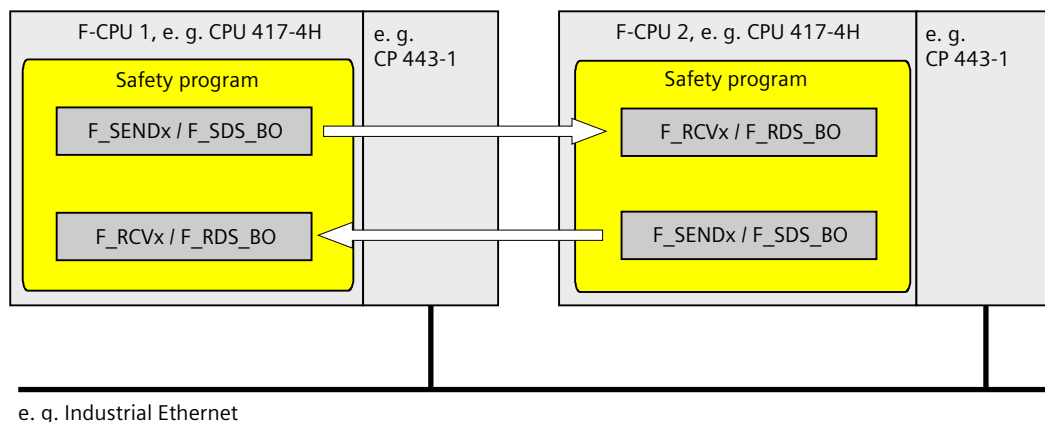 F-CPU 1, e. g. CPU 417-4H
e. g.
CP 443-1
Safety program
F_SENDx / F_SDS_BO
F_RCVx / F_RDS_BO
F-CPU 2, e. g. CPU 417-4H
e. g.
CP 443-1
Safety program
F_RCVx / F_RDS_BO
F_SENDx / F_SDS_BO
e. g. Industrial Ethernet